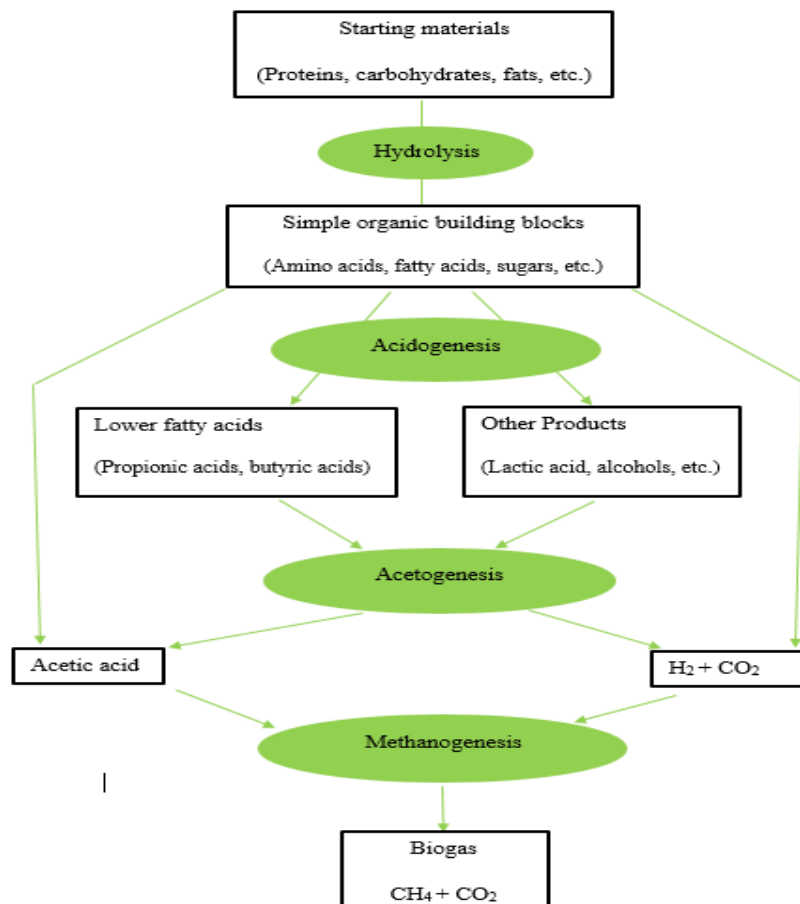 Starting materials
(Proteins, carbohydrates, fats, etc.)
Hydrolysis
Simple organic building blocks
(Amino acids, fatty acids, sugars, etc.)
Acidogenesis
Lower fatty acids
(Propionic acids, butyric acids)
Other Products
(Lactic acid, alcohols, etc.)
Acetogenesis
Acetic acid
H₂ + CO₂
Methanogenesis
Biogas
CH₄ + CO₂